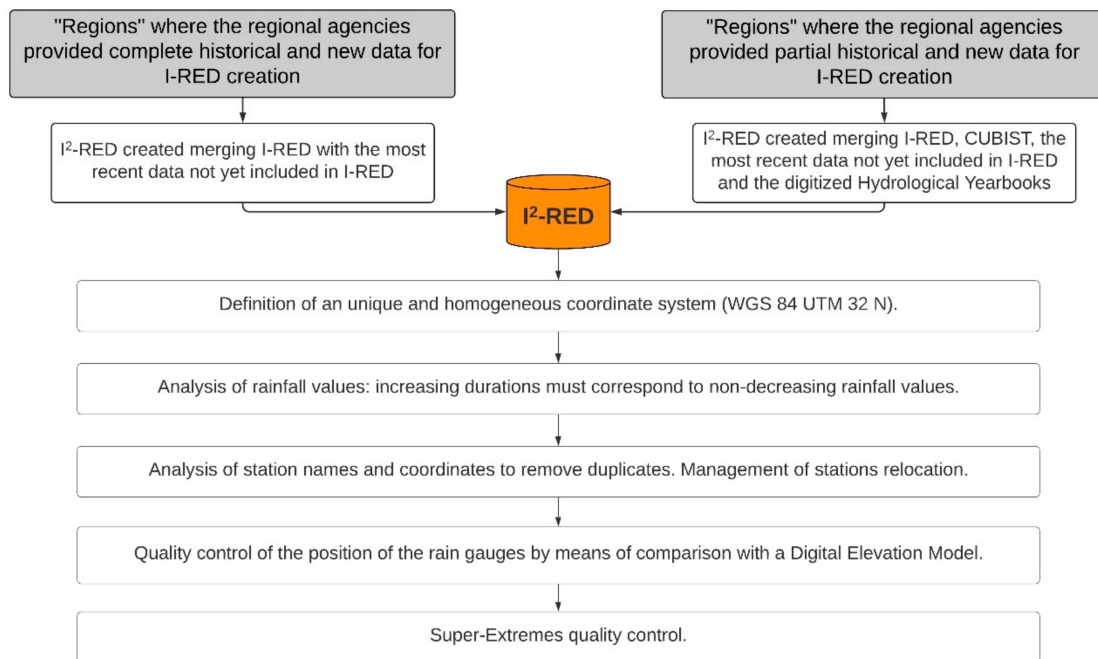 "Regions" where the regional agencies
provided complete historical and new data for
I-RED creation
"Regions" where the regional agencies
provided partial historical and new data for
I-RED creation
I²-RED created merging I-RED with the most
recent data not yet included in I-RED
I²-RED created merging I-RED, CUBIST, the
most recent data not yet included in I-RED
and the digitized Hydrological Yearbooks
I²-RED
Definition of an unique and homogeneous coordinate system (WGS 84 UTM 32 N).
Analysis of rainfall values: increasing durations must correspond to non-decreasing rainfall values.
Analysis of station names and coordinates to remove duplicates. Management of stations relocation.
Quality control of the position of the rain gauges by means of comparison with a Digital Elevation Model.
Super-Extremes quality control.